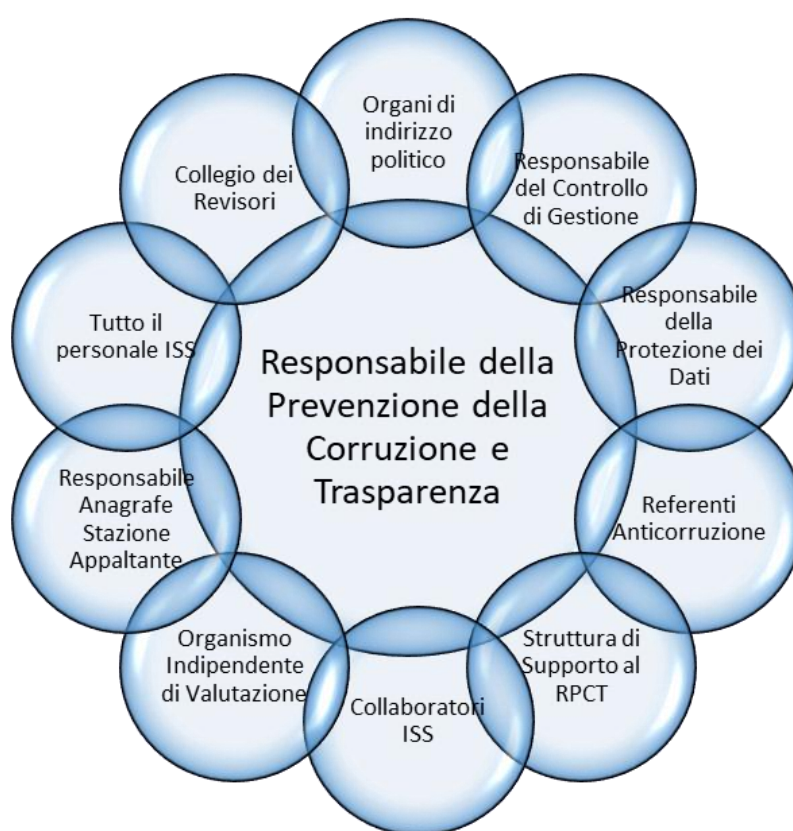 Organi di
indirizzo
politico
Responsabile
del Controllo
di Gestione
Responsabile
della
Protezione dei
Dati
Referenti
Anticorruzione
Struttura di
Supporto al
RPCT
Collaboratori
ISS
Organismo
Indipendente
di Valutazione
Responsabile
Anagrafe
Stazione
Appaltante
Tutto il
personale ISS
Collegio dei
Revisori
Responsabile della
Prevenzione della
Corruzione e
Trasparenza